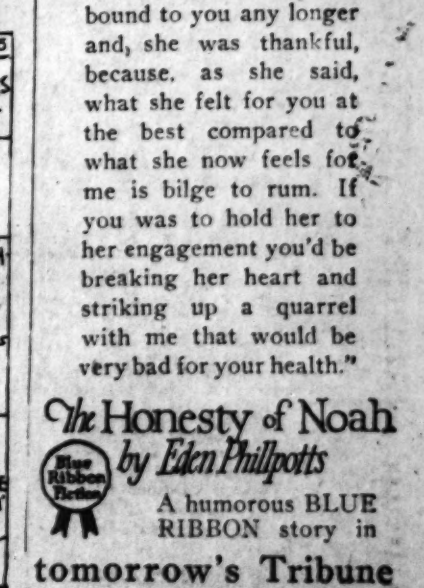 bound to you any longer
and, she was thankful,
because. as she said,
what she felt for you at
the best compared to
what she now feels for
me is bilge to rum. If
you was to hold her to
her engagement you'd be
breaking her heart and
striking up a quarrel
with me that would be
very bad for your health."
The Honesty of Noah
by Eden Phillpotts
Blue
Ribbon
Fiction
A humorous BLUE
RIBBON story in
tomorrow's Tribune